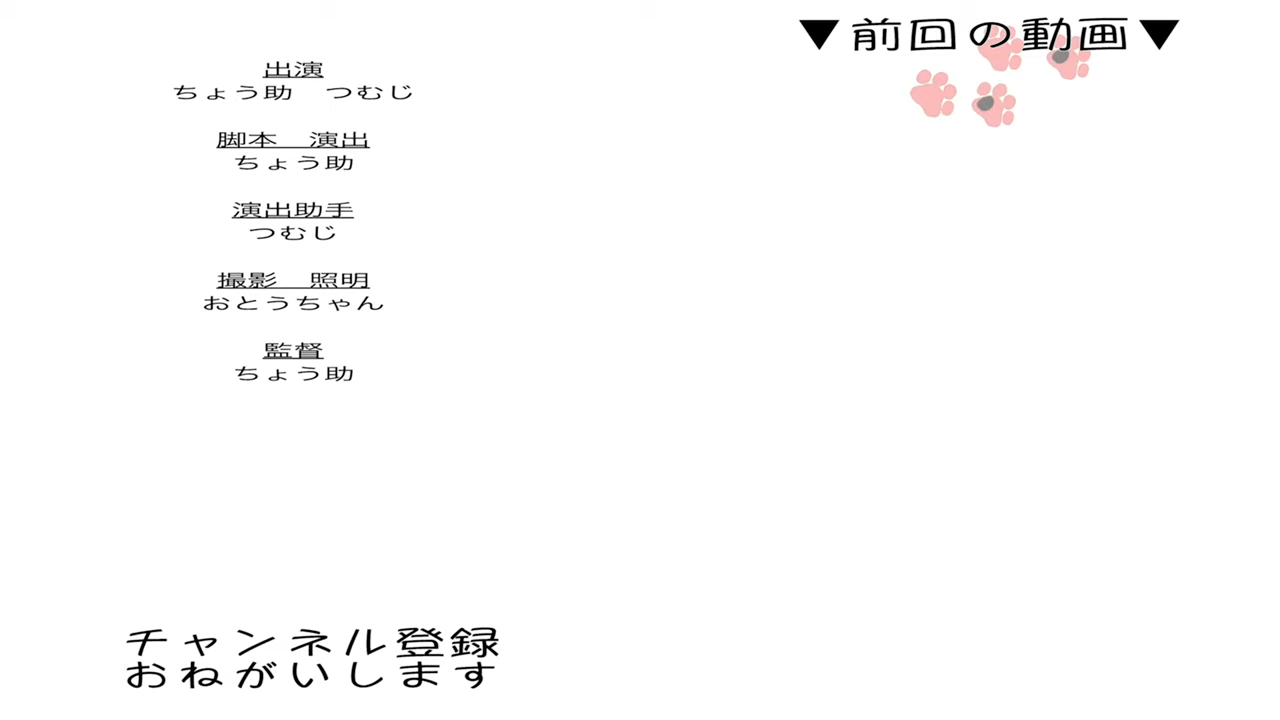 ▼前回の動画▼
出演
ちょう助　つむじ
脚本　演出
ちょう助
演出助手
つむじ
撮影　照明
おとうちゃん
監督
ちょう助
チャンネル登録
おねがいします